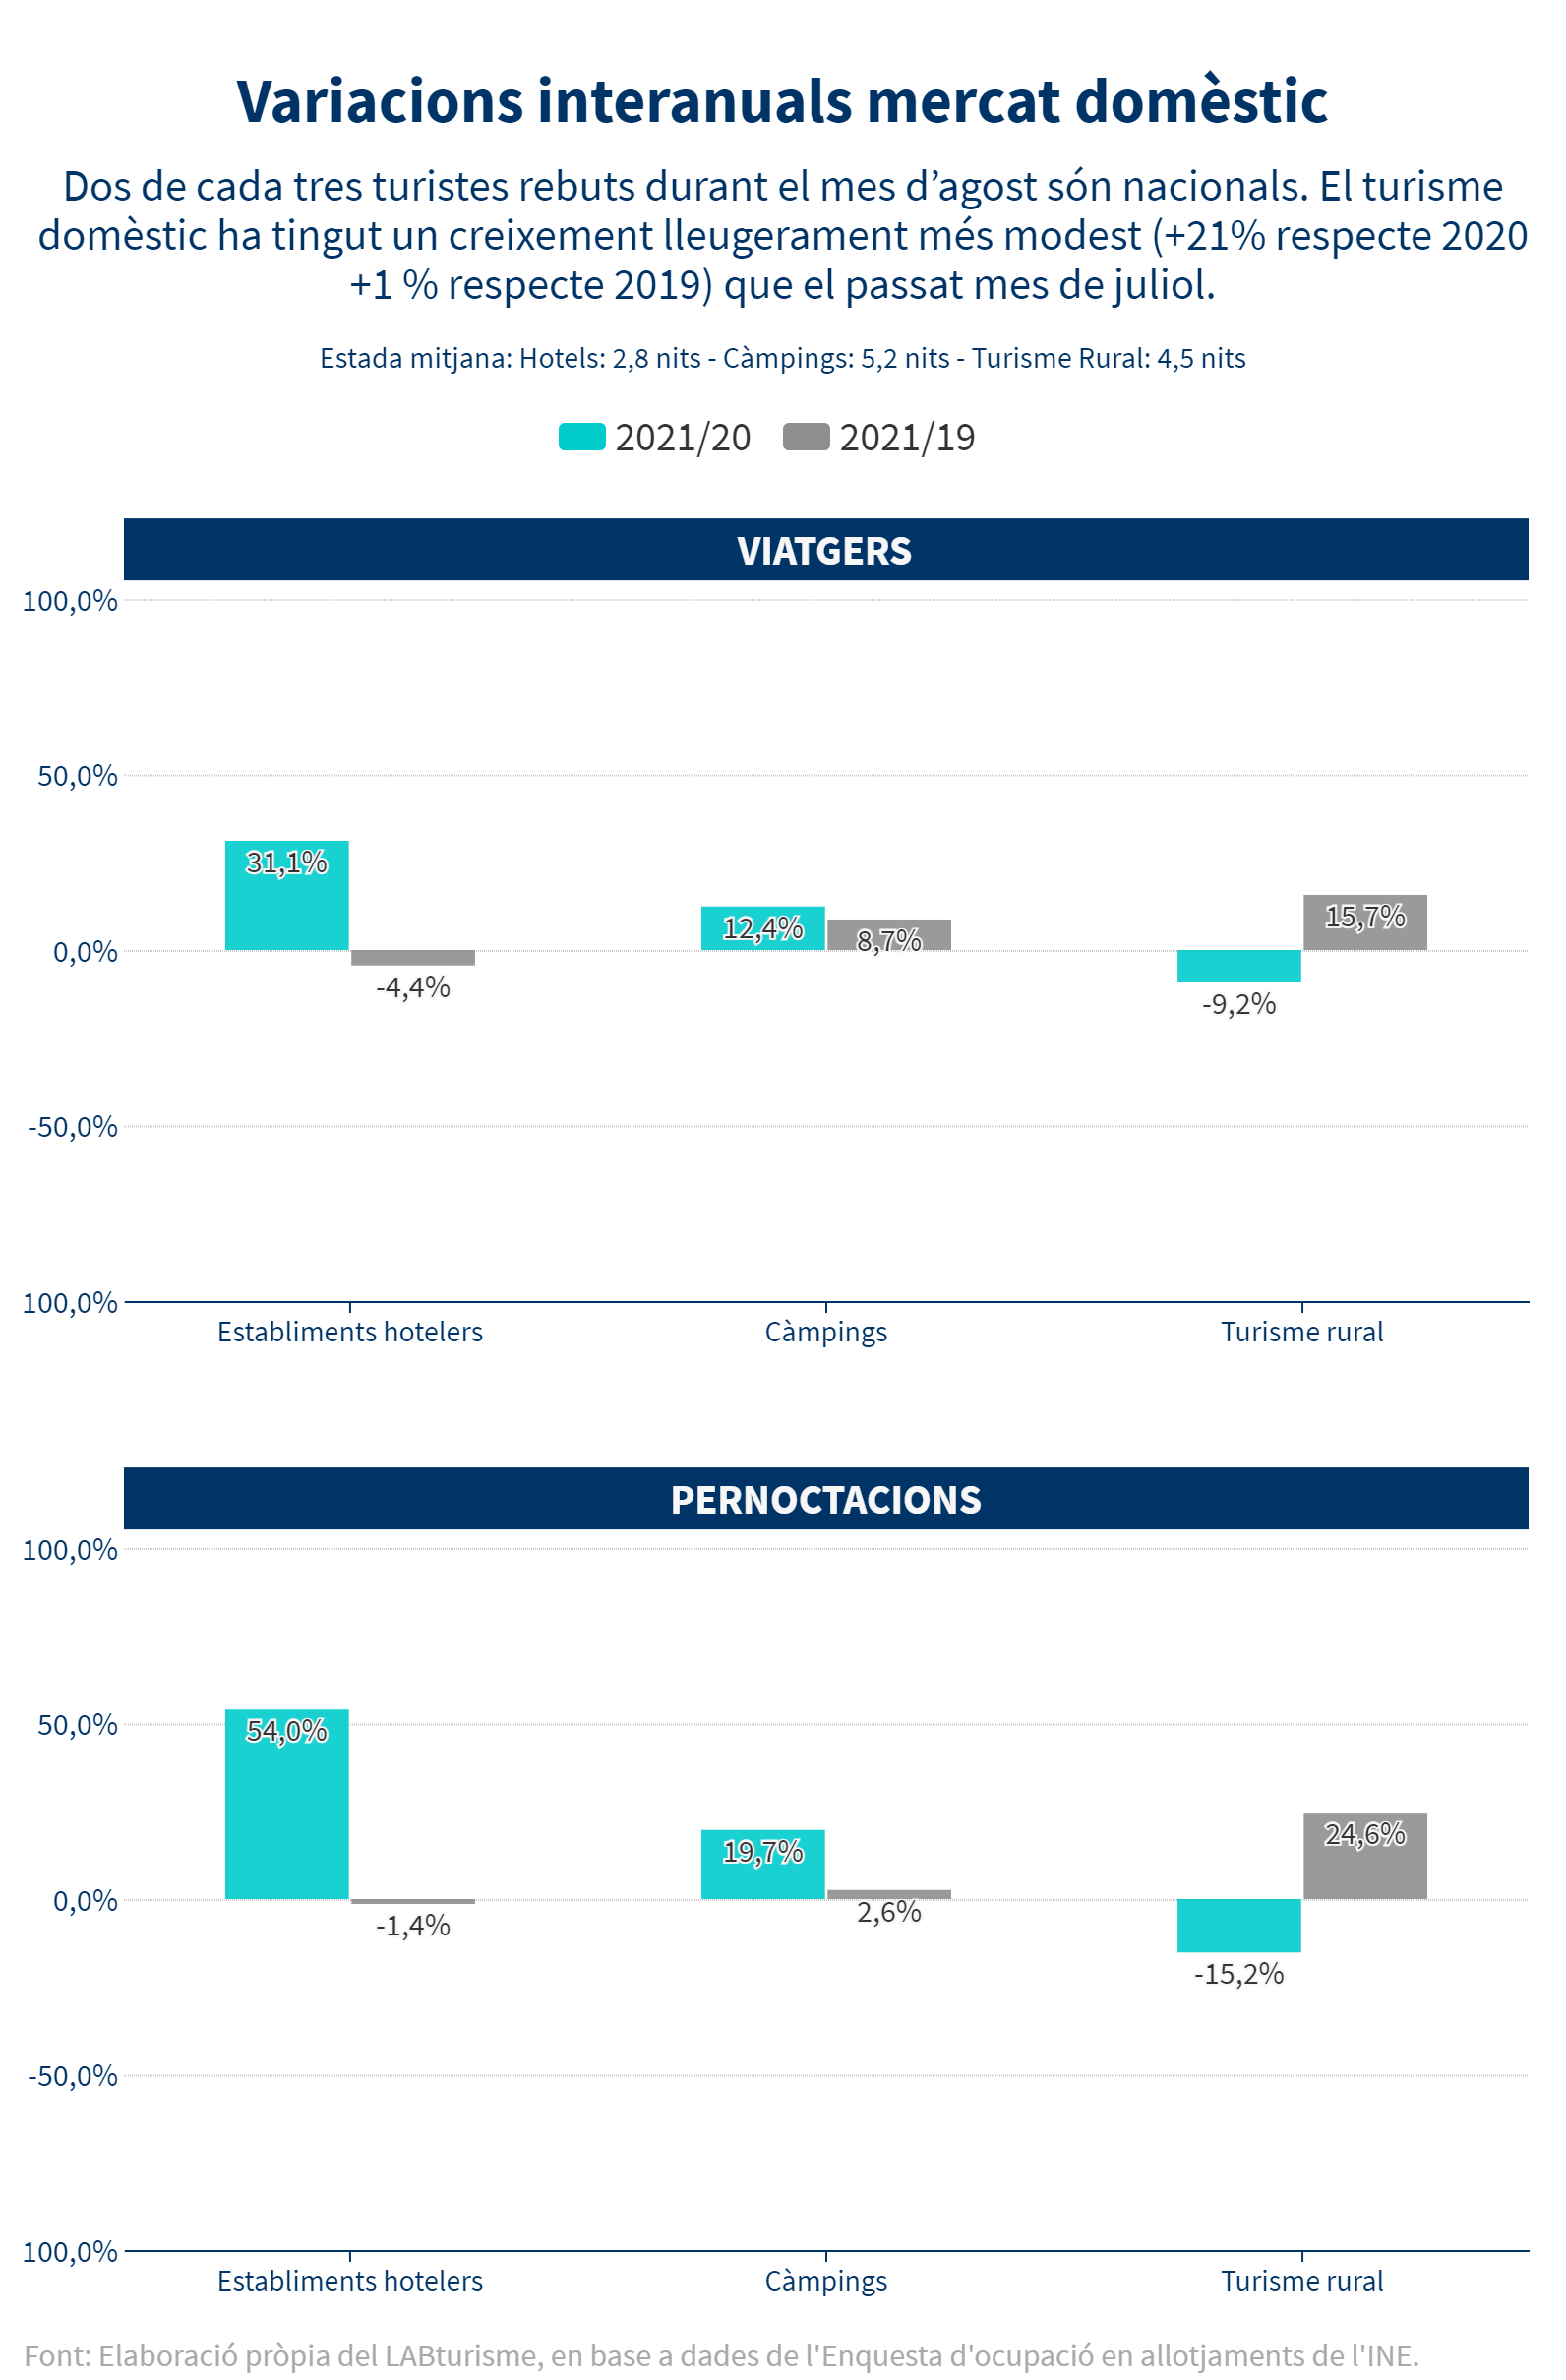 Variacions interanuals mercat domèstic
Dos de cada tres turistes rebuts durant el mes d’agost són nacionals. El turisme
domèstic ha tingut un creixement lleugerament més modest (+21% respecte 2020
+1 % respecte 2019) que el passat mes de juliol.
Estada mitjana: Hotels: 2,8 nits - Càmpings: 5,2 nits - Turisme Rural: 4,5 nits
2021/20 2021/19
VIATGERS
100,0%
50,0%
31,1%
12,4%
8,7%
15,7%
0,0%
-4,4%
-9,2%
-50,0%
100,0%
Establiments hotelers Càmpings Turisme rural
PERNOCTACIONS
100,0%
50,0%
54,0%
19,7%
24,6%
0,0%
-1,4%
2,6%
-15,2%
-50,0%
100,0%
Establiments hotelers Càmpings Turisme rural
Font: Elaboració pròpia del LABturisme, en base a dades de l'Enquesta d'ocupació en allotjaments de l'INE.